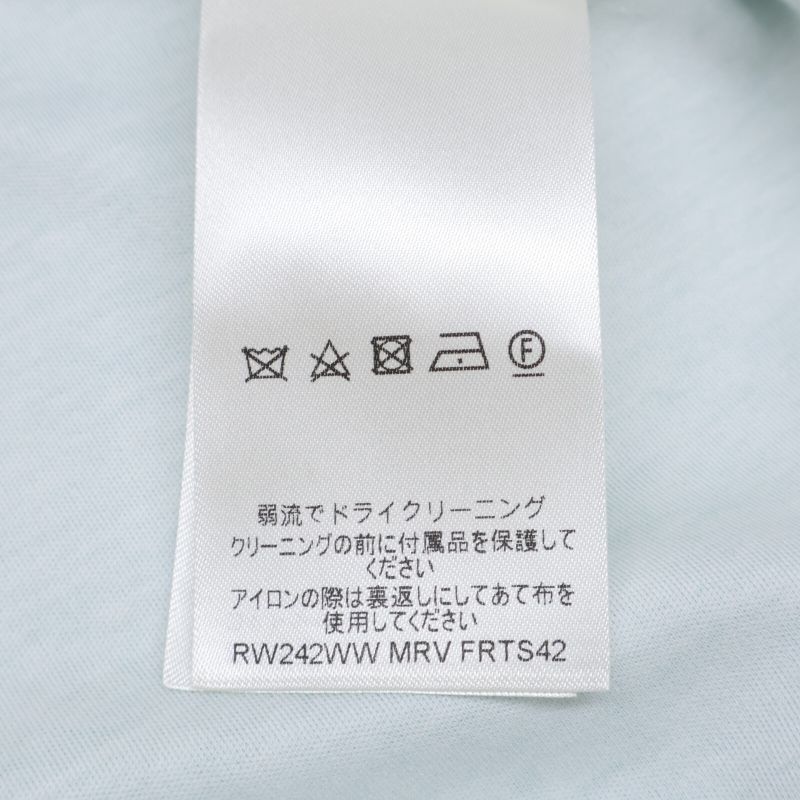 F
弱流でドライクリーニング
クリーニングの前に付属品を保護して
ください
アイロンの際は裏返しにしてあて布を
使用してください
RW242WW MRV FRTS42